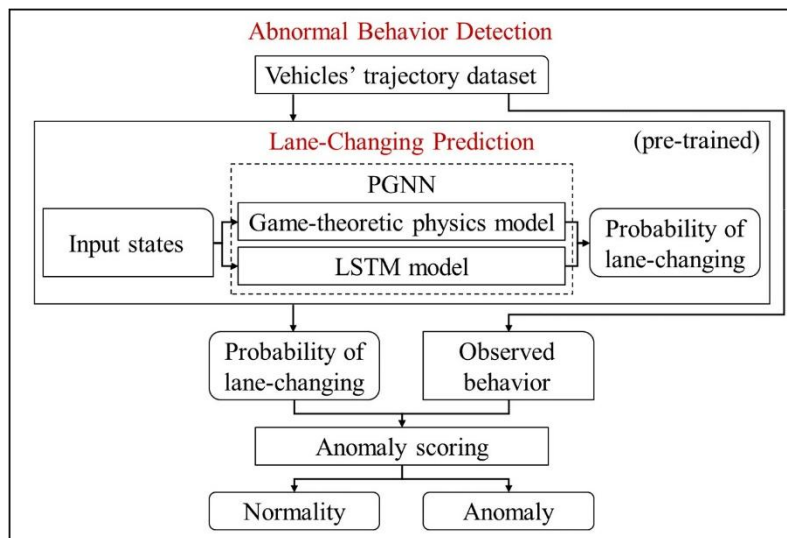 Abnormal Behavior Detection
Vehicles' trajectory dataset
Lane-Changing Prediction
(pre-trained)
PGNN
Input states
Game-theoretic physics model
LSTM model
Probability of
lane-changing
Probability of
lane-changing
Observed
behavior
Anomaly scoring
Normality
Anomaly